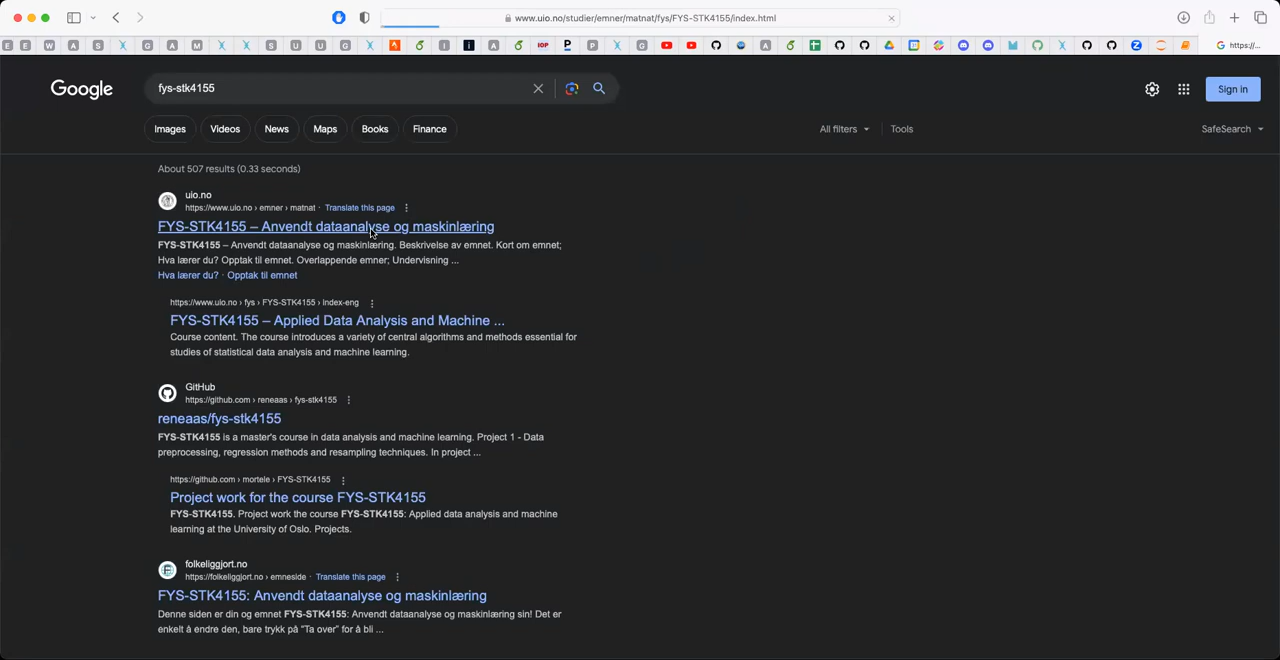 www.uio.no/studier/emner/matnat/fys/FYS-STK4155/index.html
https://...
Google
fys-stk4155
Sign in
Images
Videos
News
Maps
Books
Finance
All filters
Tools
SafeSearch
About 507 results (0.33 seconds)
uio.no
https://www.uio.no › emner › matnat · Translate this page
FYS-STK4155 – Anvendt dataanalyse og maskinlæring
FYS-STK4155 – Anvendt dataanalyse og maskinlæring. Beskrivelse av emnet. Kort om emnet;
Hva lærer du? Opptak til emnet. Overlappende emner; Undervisning ...
Hva lærer du? · Opptak til emnet
https://www.uio.no › fys › FYS-STK4155 › index-eng
FYS-STK4155 – Applied Data Analysis and Machine ...
Course content. The course introduces a variety of central algorithms and methods essential for
studies of statistical data analysis and machine learning.
GitHub
https://github.com › reneaas › fys-stk4155
reneaas/fys-stk4155
FYS-STK4155 is a master's course in data analysis and machine learning. Project 1 - Data
preprocessing, regression methods and resampling techniques. In project ...
https://github.com › mortele › FYS-STK4155
Project work for the course FYS-STK4155
FYS-STK4155. Project work the course FYS-STK4155: Applied data analysis and machine
learning at the University of Oslo. Projects.
folkeliggjort.no
https://folkeliggjort.no › emneside · Translate this page
FYS-STK4155: Anvendt dataanalyse og maskinlæring
Denne siden er din og emnet FYS-STK4155: Anvendt dataanalyse og maskinlæring sin! Det er
enkelt å endre den, bare trykk på "Ta over" for å bli ...